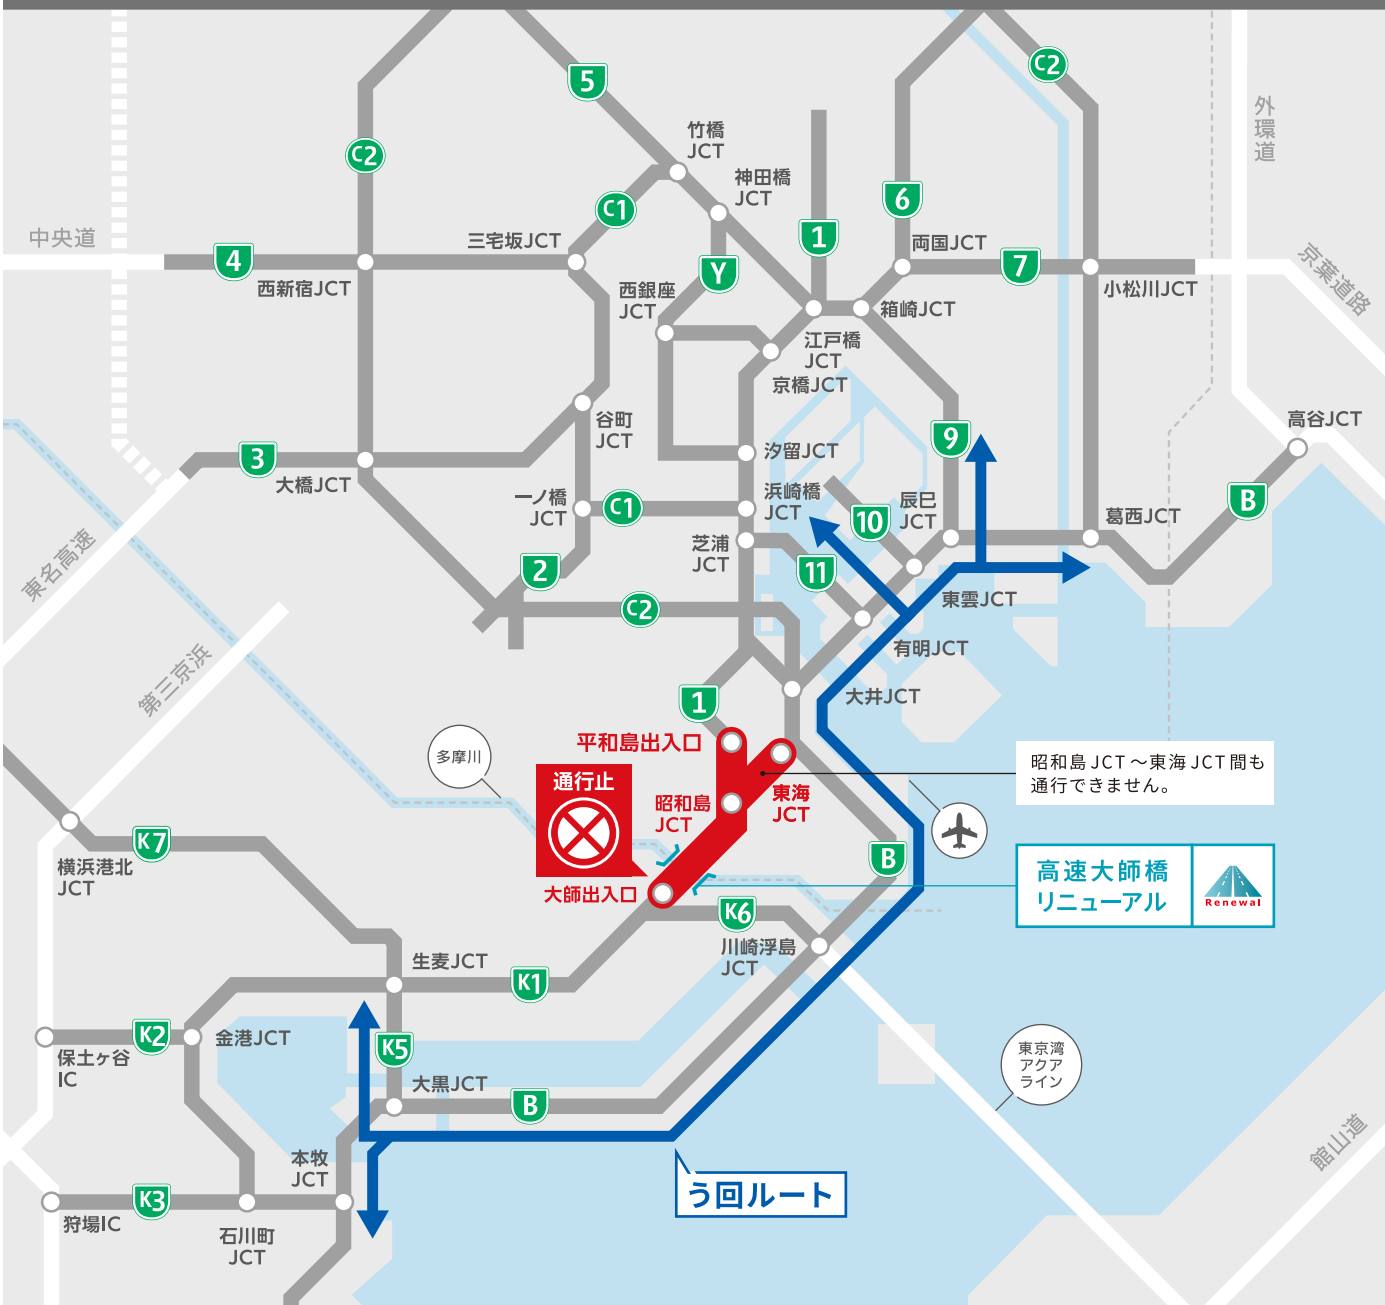 5
C2
竹橋
JCT
C2
外環道
神田橋
JCT
C1
6
1
中央道
4
三宅坂JCT
両国JCT
7
Y
京葉道路
西新宿JCT
西銀座
JCT
小松川JCT
箱崎JCT
江戸橋
JCT
京橋JCT
谷町
JCT
9
高谷JCT
3
大橋JCT
汐留JCT
一ノ橋
JCT
C1
浜崎橋
JCT
10
辰巳
JCT
B
葛西JCT
東名高速
芝浦
JCT
2
11
C2
東雲JCT
有明JCT
第三京浜
大井JCT
1
平和島出入口
多摩川
通行止
昭和島
JCT
東海
JCT
昭和島JCT～東海JCT間も
通行できません。
K7
横浜港北
JCT
B
大師出入口
高速大師橋
リニューアル
Renewal
K6
川崎浮島
JCT
生麦JCT
K1
K2
金港JCT
K5
保土ヶ谷
IC
東京湾
アクア
ライン
大黒JCT
B
館山道
本牧
JCT
う回ルート
K3
狩場IC
石川町
JCT